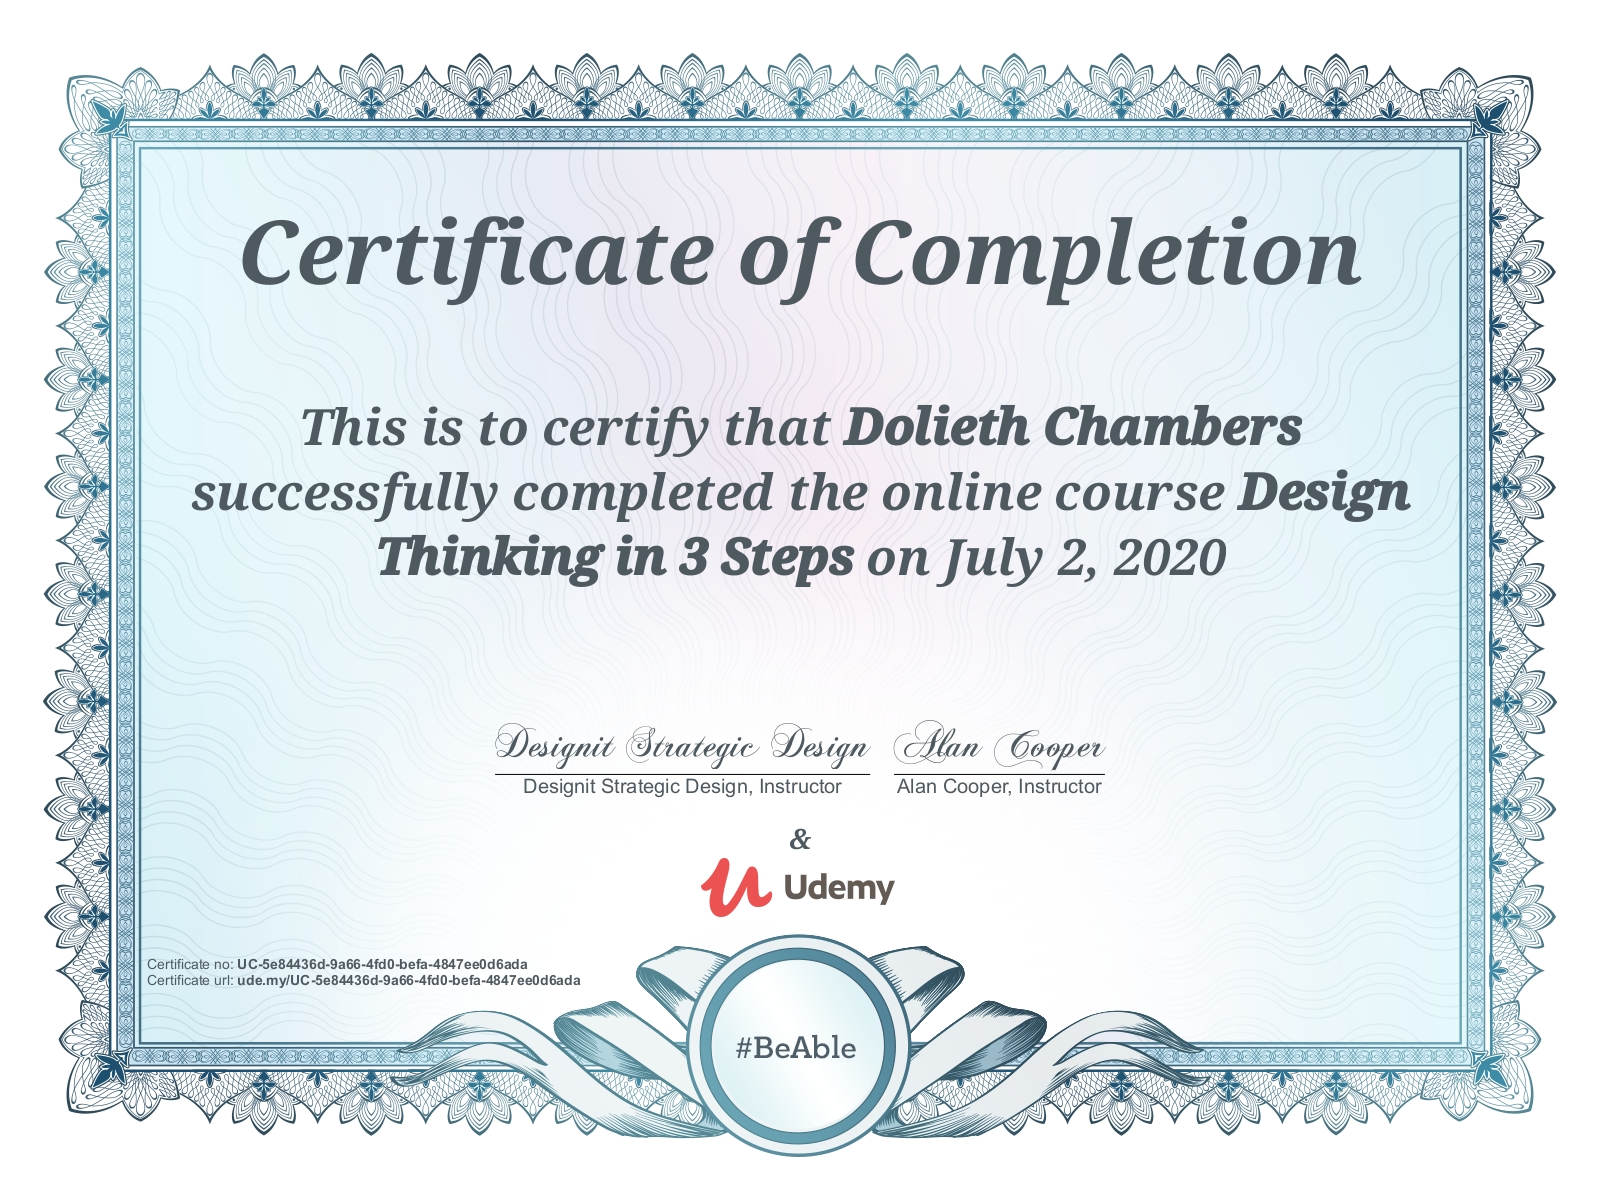 Certificate of Completion
This is to certify that Dolieth Chambers
successfully completed the online course Design
Thinking in 3 Steps on July 2, 2020
Designit Strategic Design Alan Cooper
Designit Strategic Design, Instructor Alan Cooper, Instructor
&
Udemy
Certificate no: UC-5e84436d-9a66-4fd0-befa-4847ee0d6ada
Certificate url: ude.my/UC-5e84436d-9a66-4fd0-befa-4847ee0d6ada
#BeAble